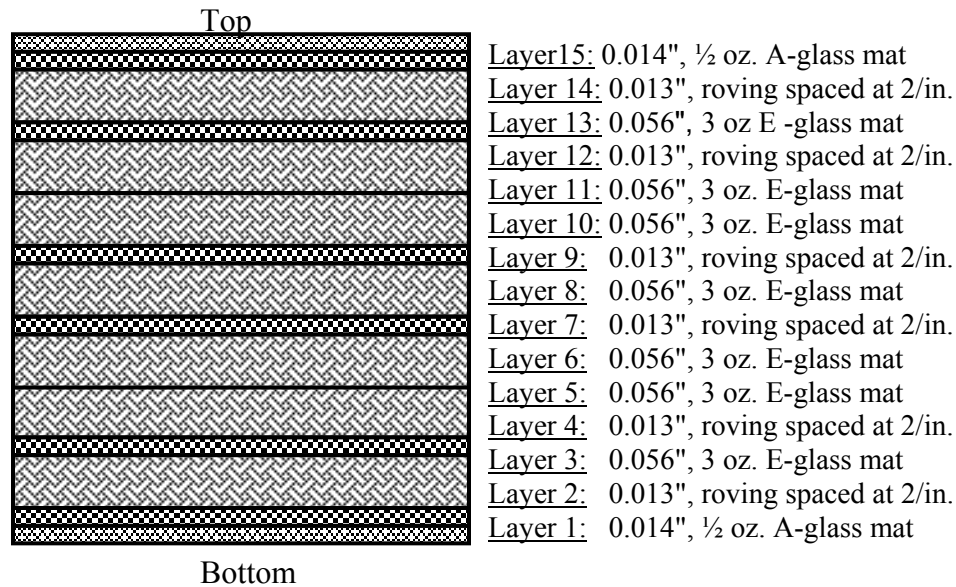 Top
Layer15: 0.014", ½ oz. A-glass mat
Layer 14: 0.013", roving spaced at 2/in.
Layer 13: 0.056", 3 oz E -glass mat
Layer 12: 0.013", roving spaced at 2/in.
Layer 11: 0.056", 3 oz. E-glass mat
Layer 10: 0.056", 3 oz. E-glass mat
Layer 9: 0.013", roving spaced at 2/in.
Layer 8: 0.056", 3 oz. E-glass mat
Layer 7: 0.013", roving spaced at 2/in.
Layer 6: 0.056", 3 oz. E-glass mat
Layer 5: 0.056", 3 oz. E-glass mat
Layer 4: 0.013", roving spaced at 2/in.
Layer 3: 0.056", 3 oz. E-glass mat
Layer 2: 0.013", roving spaced at 2/in.
Layer 1: 0.014", ½ oz. A-glass mat
Bottom